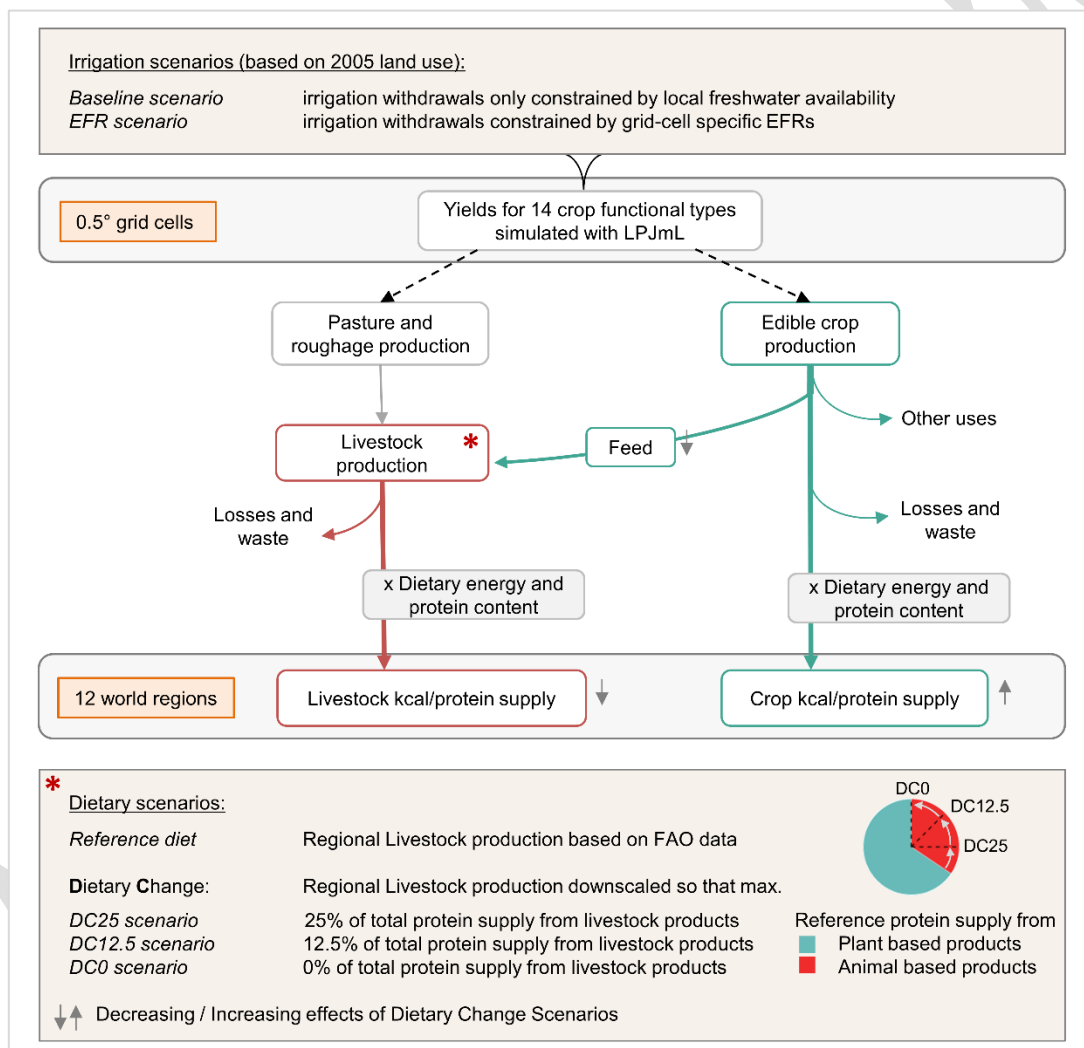 Irrigation scenarios (based on 2005 land use):
Baseline scenario irrigation withdrawals only constrained by local freshwater availability
EFR scenario irrigation withdrawals constrained by grid-cell specific EFRs
0.5° grid cells
Yields for 14 crop functional types
simulated with LPJmL
Pasture and
roughage production
Edible crop
production
Other uses
Livestock
production
*
Feed
Losses and
waste
Losses and
waste
x Dietary energy and
protein content
x Dietary energy and
protein content
12 world regions
Livestock kcal/protein supply
Crop kcal/protein supply
*
Dietary scenarios:
Reference diet Regional Livestock production based on FAO data
Dietary Change: Regional Livestock production downscaled so that max.
DC25 scenario 25% of total protein supply from livestock products
DC12.5 scenario 12.5% of total protein supply from livestock products
DC0 scenario 0% of total protein supply from livestock products
DC0
DC12.5
DC25
Reference protein supply from
Plant based products
Animal based products
↓↑ Decreasing / Increasing effects of Dietary Change Scenarios